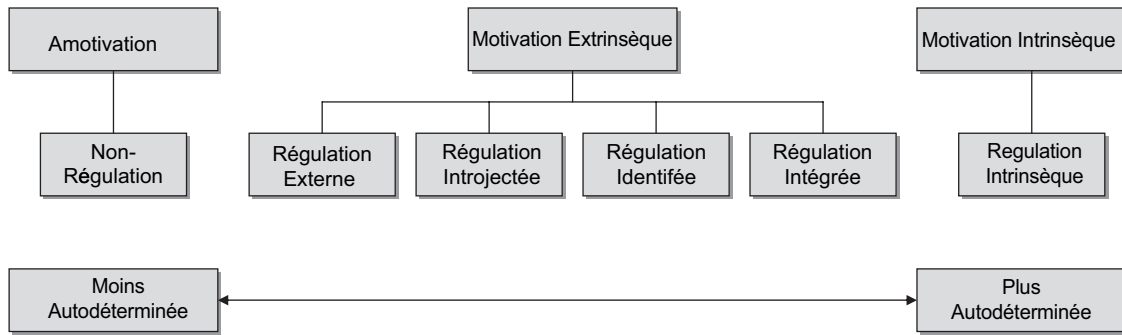 Amotivation
Motivation Extrinsèque
Motivation Intrinsèque
Non-
Régulation
Régulation
Externe
Régulation
Introjectée
Régulation
Identifée
Régulation
Intégrée
Regulation
Intrinsèque
Moins
Autodéterminée
Plus
Autodéterminée